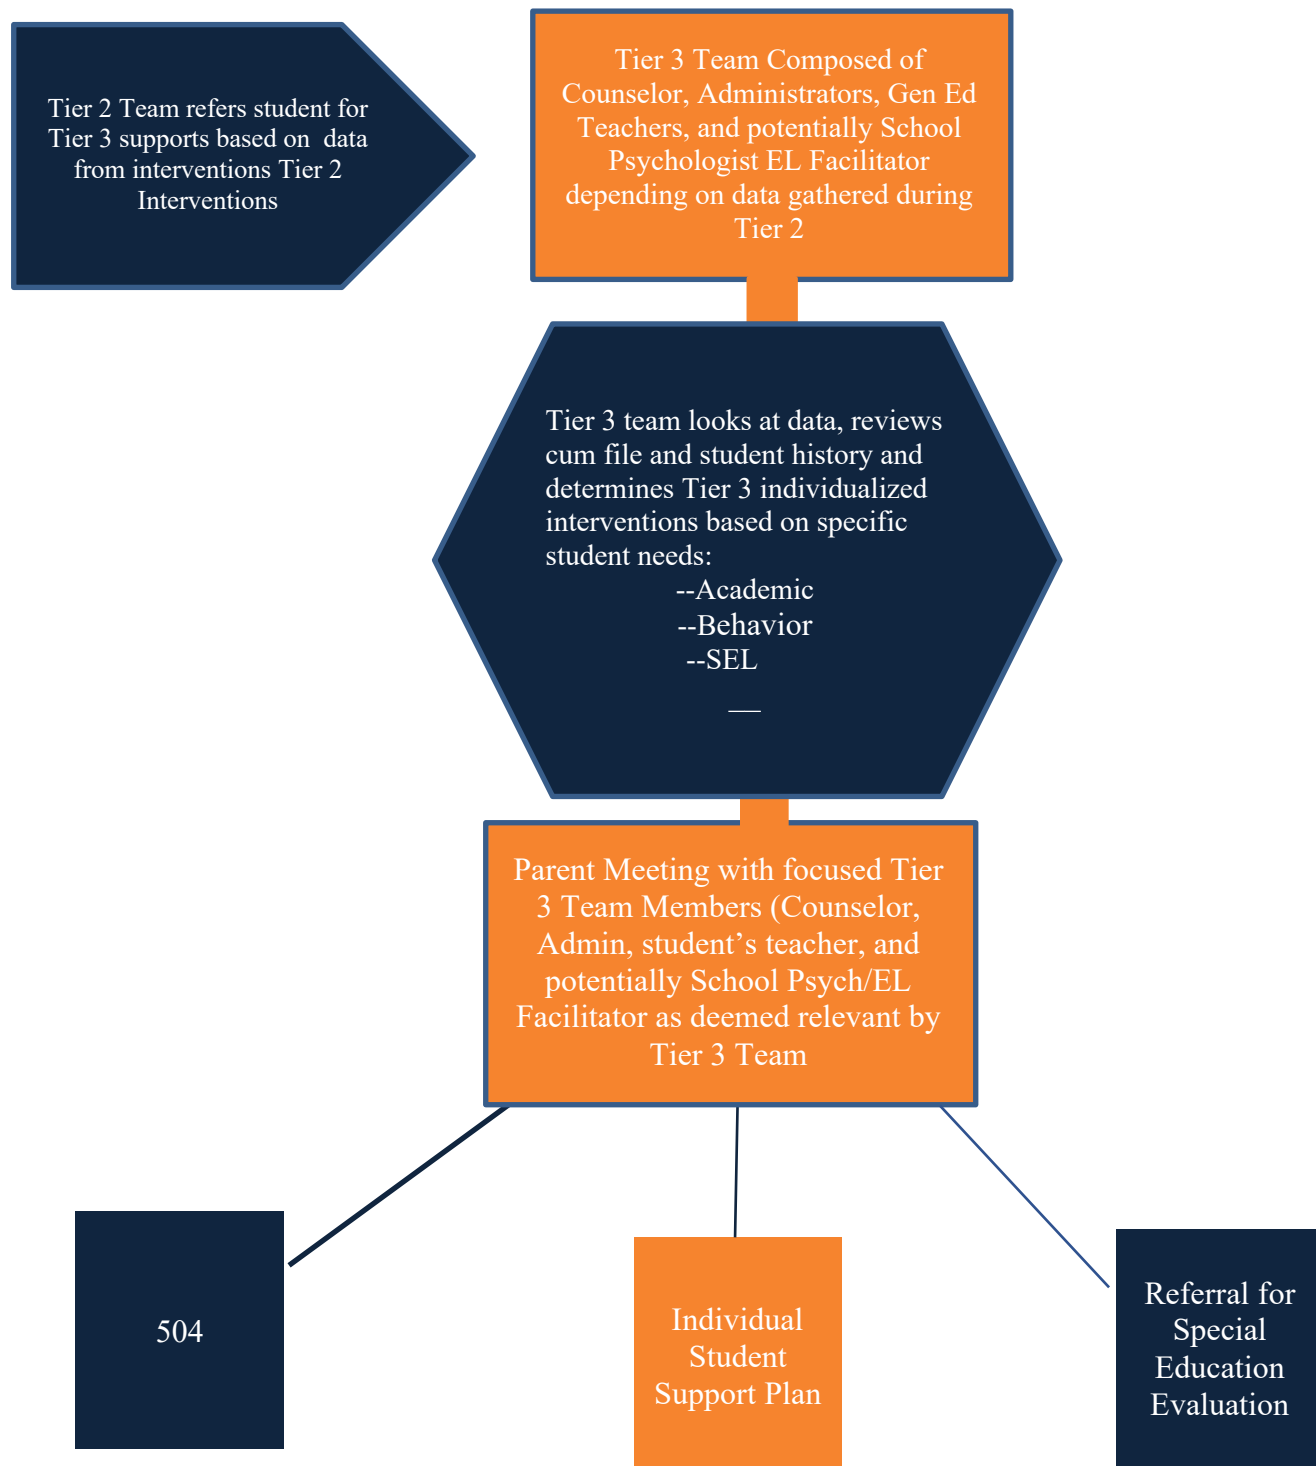 Tier 2 Team refers student for
Tier 3 supports based on  data
from interventions Tier 2
Interventions
Tier 3 Team Composed of
Counselor, Administrators, Gen Ed
Teachers, and potentially School
Psychologist EL Facilitator
depending on data gathered during
Tier 2
Tier 3 team looks at data, reviews
cum file and student history and
determines Tier 3 individualized
interventions based on specific
student needs:
--Academic
--Behavior
--SEL
__
Parent Meeting with focused Tier
3 Team Members (Counselor,
Admin, student’s teacher, and
potentially School Psych/EL
Facilitator as deemed relevant by
Tier 3 Team
504
Individual
Student
Support Plan
Referral for
Special
Education
Evaluation